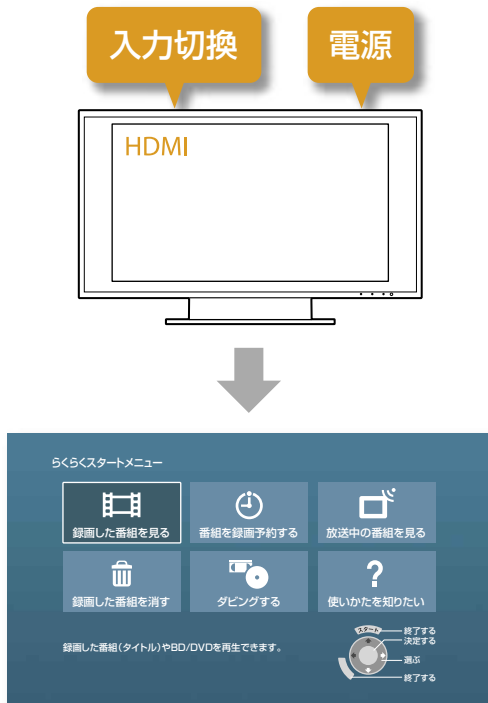 入力切換
電源
HDMI
らくらくスタートメニュー
録画した番組を見る
番組を録画予約する
放送中の番組を見る
録画した番組を消す
ダビングする
?
使いかたを知りたい
録画した番組(タイトル)やBD/DVDを再生できます。
スタート
終了する
決定する
選ぶ
終了する